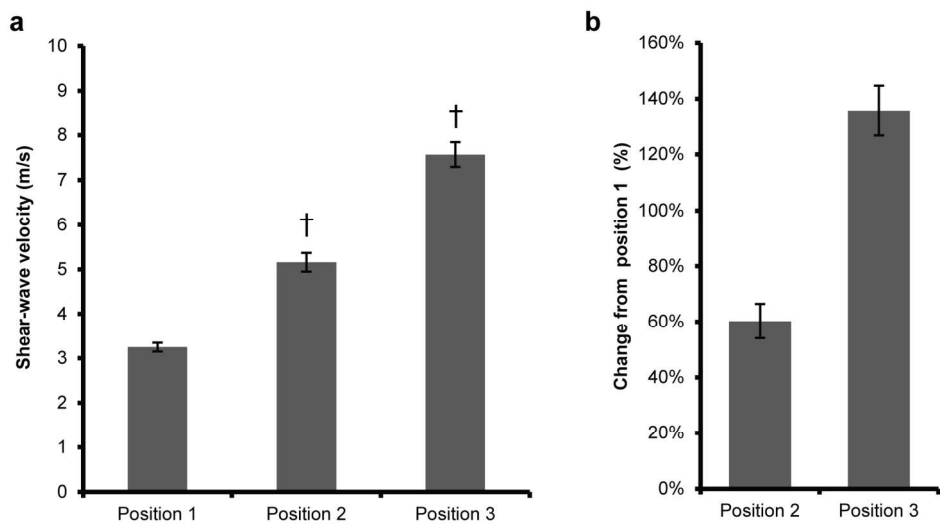 a
Shear-wave velocity (m/s)
10
9
8
7
6
5
4
3
2
1
0
†
†
Position 1
Position 2
Position 3
b
Change from position 1 (%)
160%
140%
120%
100%
80%
60%
40%
20%
0%
Position 2
Position 3